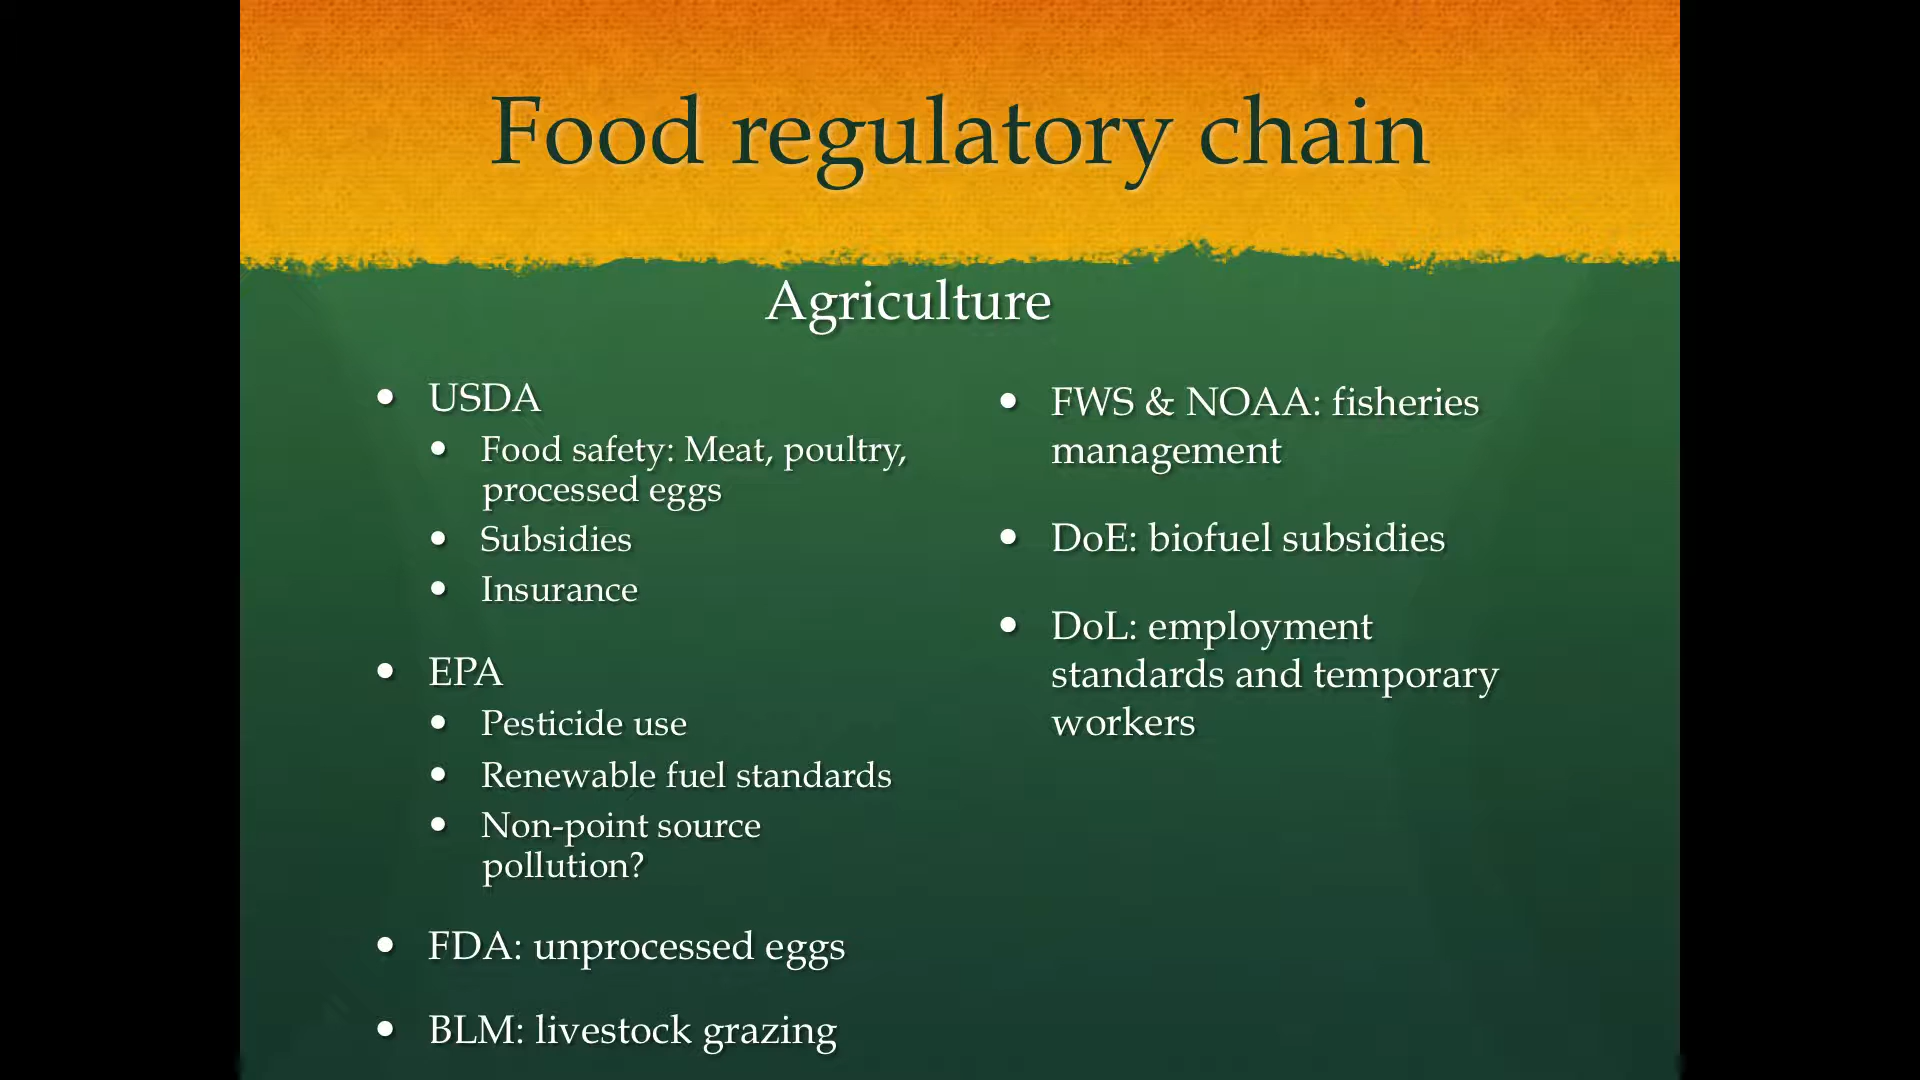 Food regulatory chain
Agriculture
• USDA
• Food safety: Meat, poultry,
processed eggs
• Subsidies
• Insurance
• EPA
• Pesticide use
• Renewable fuel standards
• Non-point source
pollution?
• FDA: unprocessed eggs
• BLM: livestock grazing
• FWS & NOAA: fisheries
management
• DoE: biofuel subsidies
• DoL: employment
standards and temporary
workers